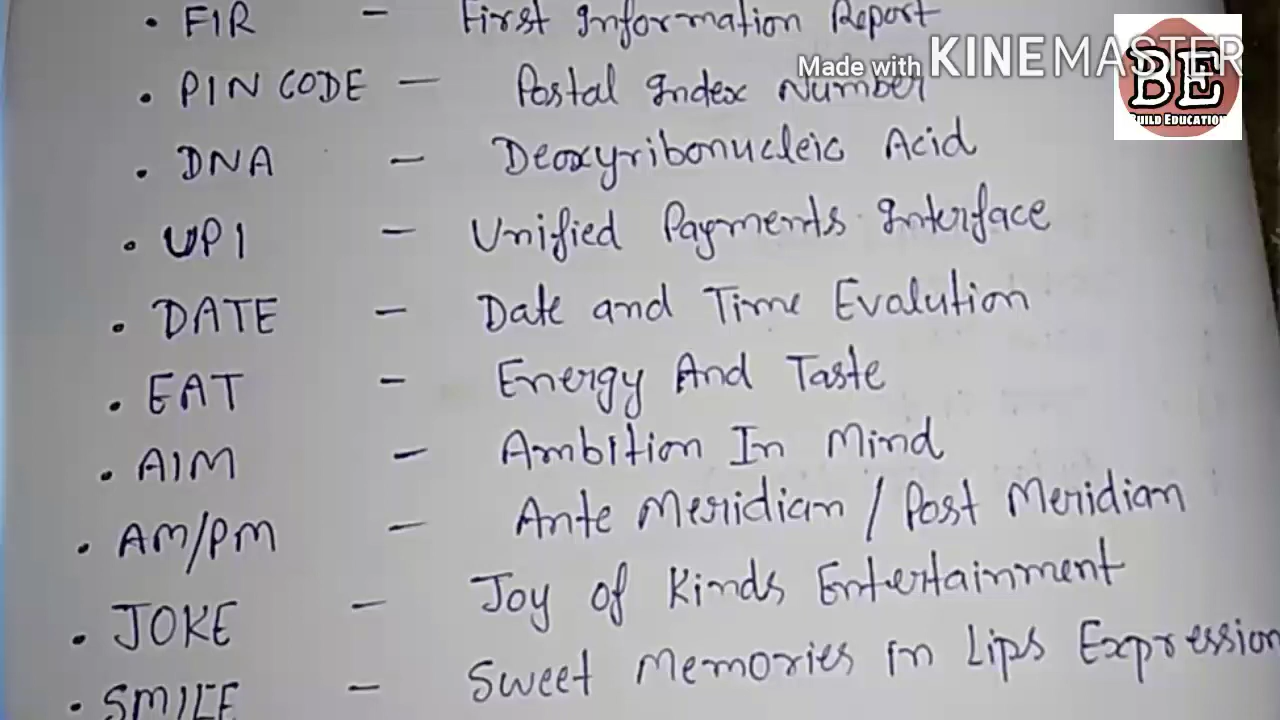 • FIR - First Information Report
Made with KINEMASTER
BE
BUILD EDUCATION
• PIN CODE - Postal Index Number
• DNA - Deoxyribonucleic Acid
• UPI - Unified Payments Interface
• DATE - Date and Time Evalution
• EAT - Energy And Taste
• AIM - Ambition In Mind
• AM/PM - Ante Meridian / Post Meridian
• JOKE - Joy of Kinds Entertainment
• SMILE - Sweet Memories in Lips Expression